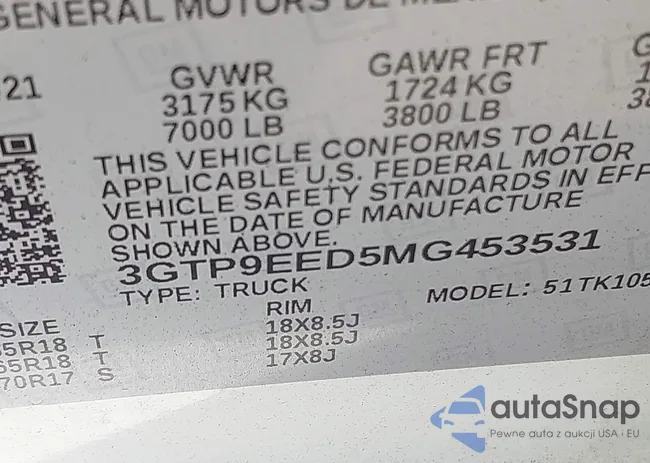 GENERAL MOTORS DE
21 GVWR GAWR FRT
3175 KG 1724 KG
7000 LB 3800 LB
THIS VEHICLE CONFORMS TO ALL
APPLICABLE U.S. FEDERAL MOTOR
VEHICLE SAFETY STANDARDS IN EFF
ON THE DATE OF MANUFACTURE
SHOWN ABOVE.
3GTP9EED5MG453531
TYPE: TRUCK MODEL: 51TK105
SIZE RIM
5R18 T 18X8.5J
65R18 T 18X8.5J
70R17 S 17X8J
autaSnap
Pewne auta z aukcji USA i EU